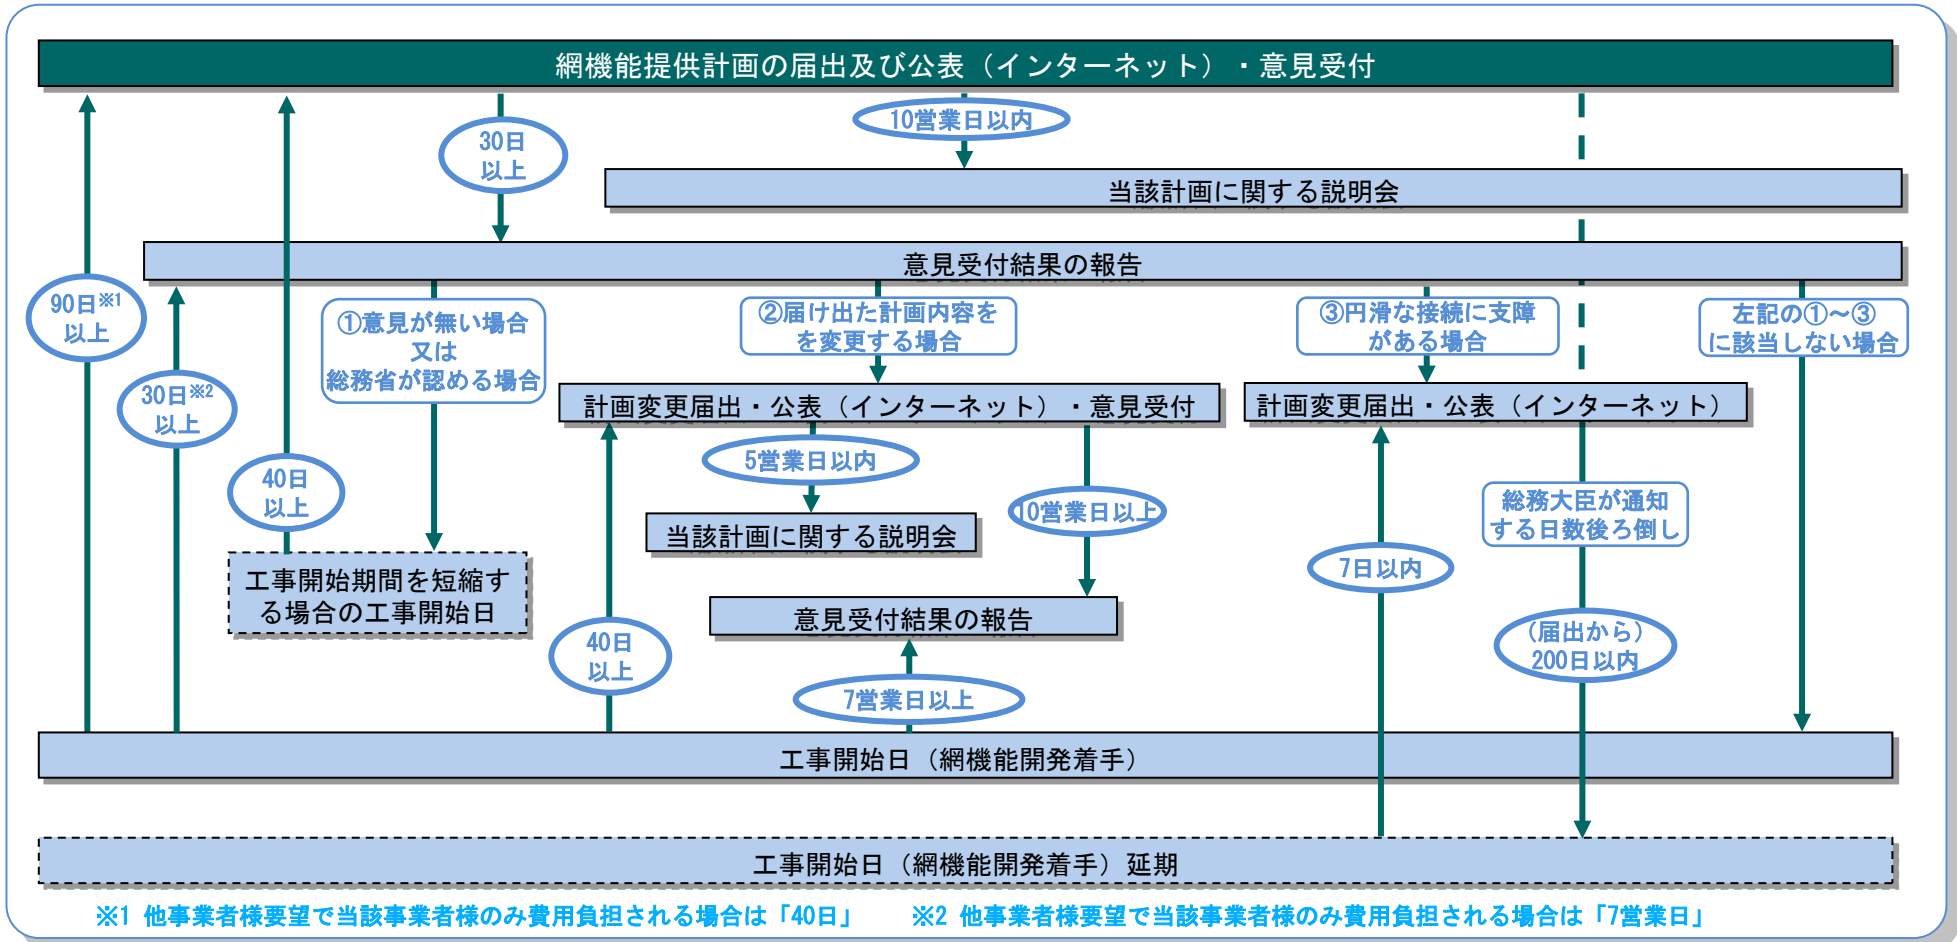 網機能提供計画の届出及び公表（インターネット）・意見受付
10営業日以内
30日
以上
当該計画に関する説明会
意見受付結果の報告
90日※1
以上
①意見が無い場合
又は
総務省が認める場合
②届け出た計画内容を
を変更する場合
③円滑な接続に支障
がある場合
左記の①～③
に該当しない場合
30日※2
以上
計画変更届出・公表（インターネット）・意見受付
計画変更届出・公表（インターネット）
40日
以上
5営業日以内
10営業日以上
総務大臣が通知
する日数後ろ倒し
当該計画に関する説明会
7日以内
工事開始期間を短縮す
る場合の工事開始日
意見受付結果の報告
40日
以上
（届出から）
200日以内
7営業日以上
工事開始日（網機能開発着手）
工事開始日（網機能開発着手）延期
※1 他事業者様要望で当該事業者様のみ費用負担される場合は「40日」
※2 他事業者様要望で当該事業者様のみ費用負担される場合は「7営業日」